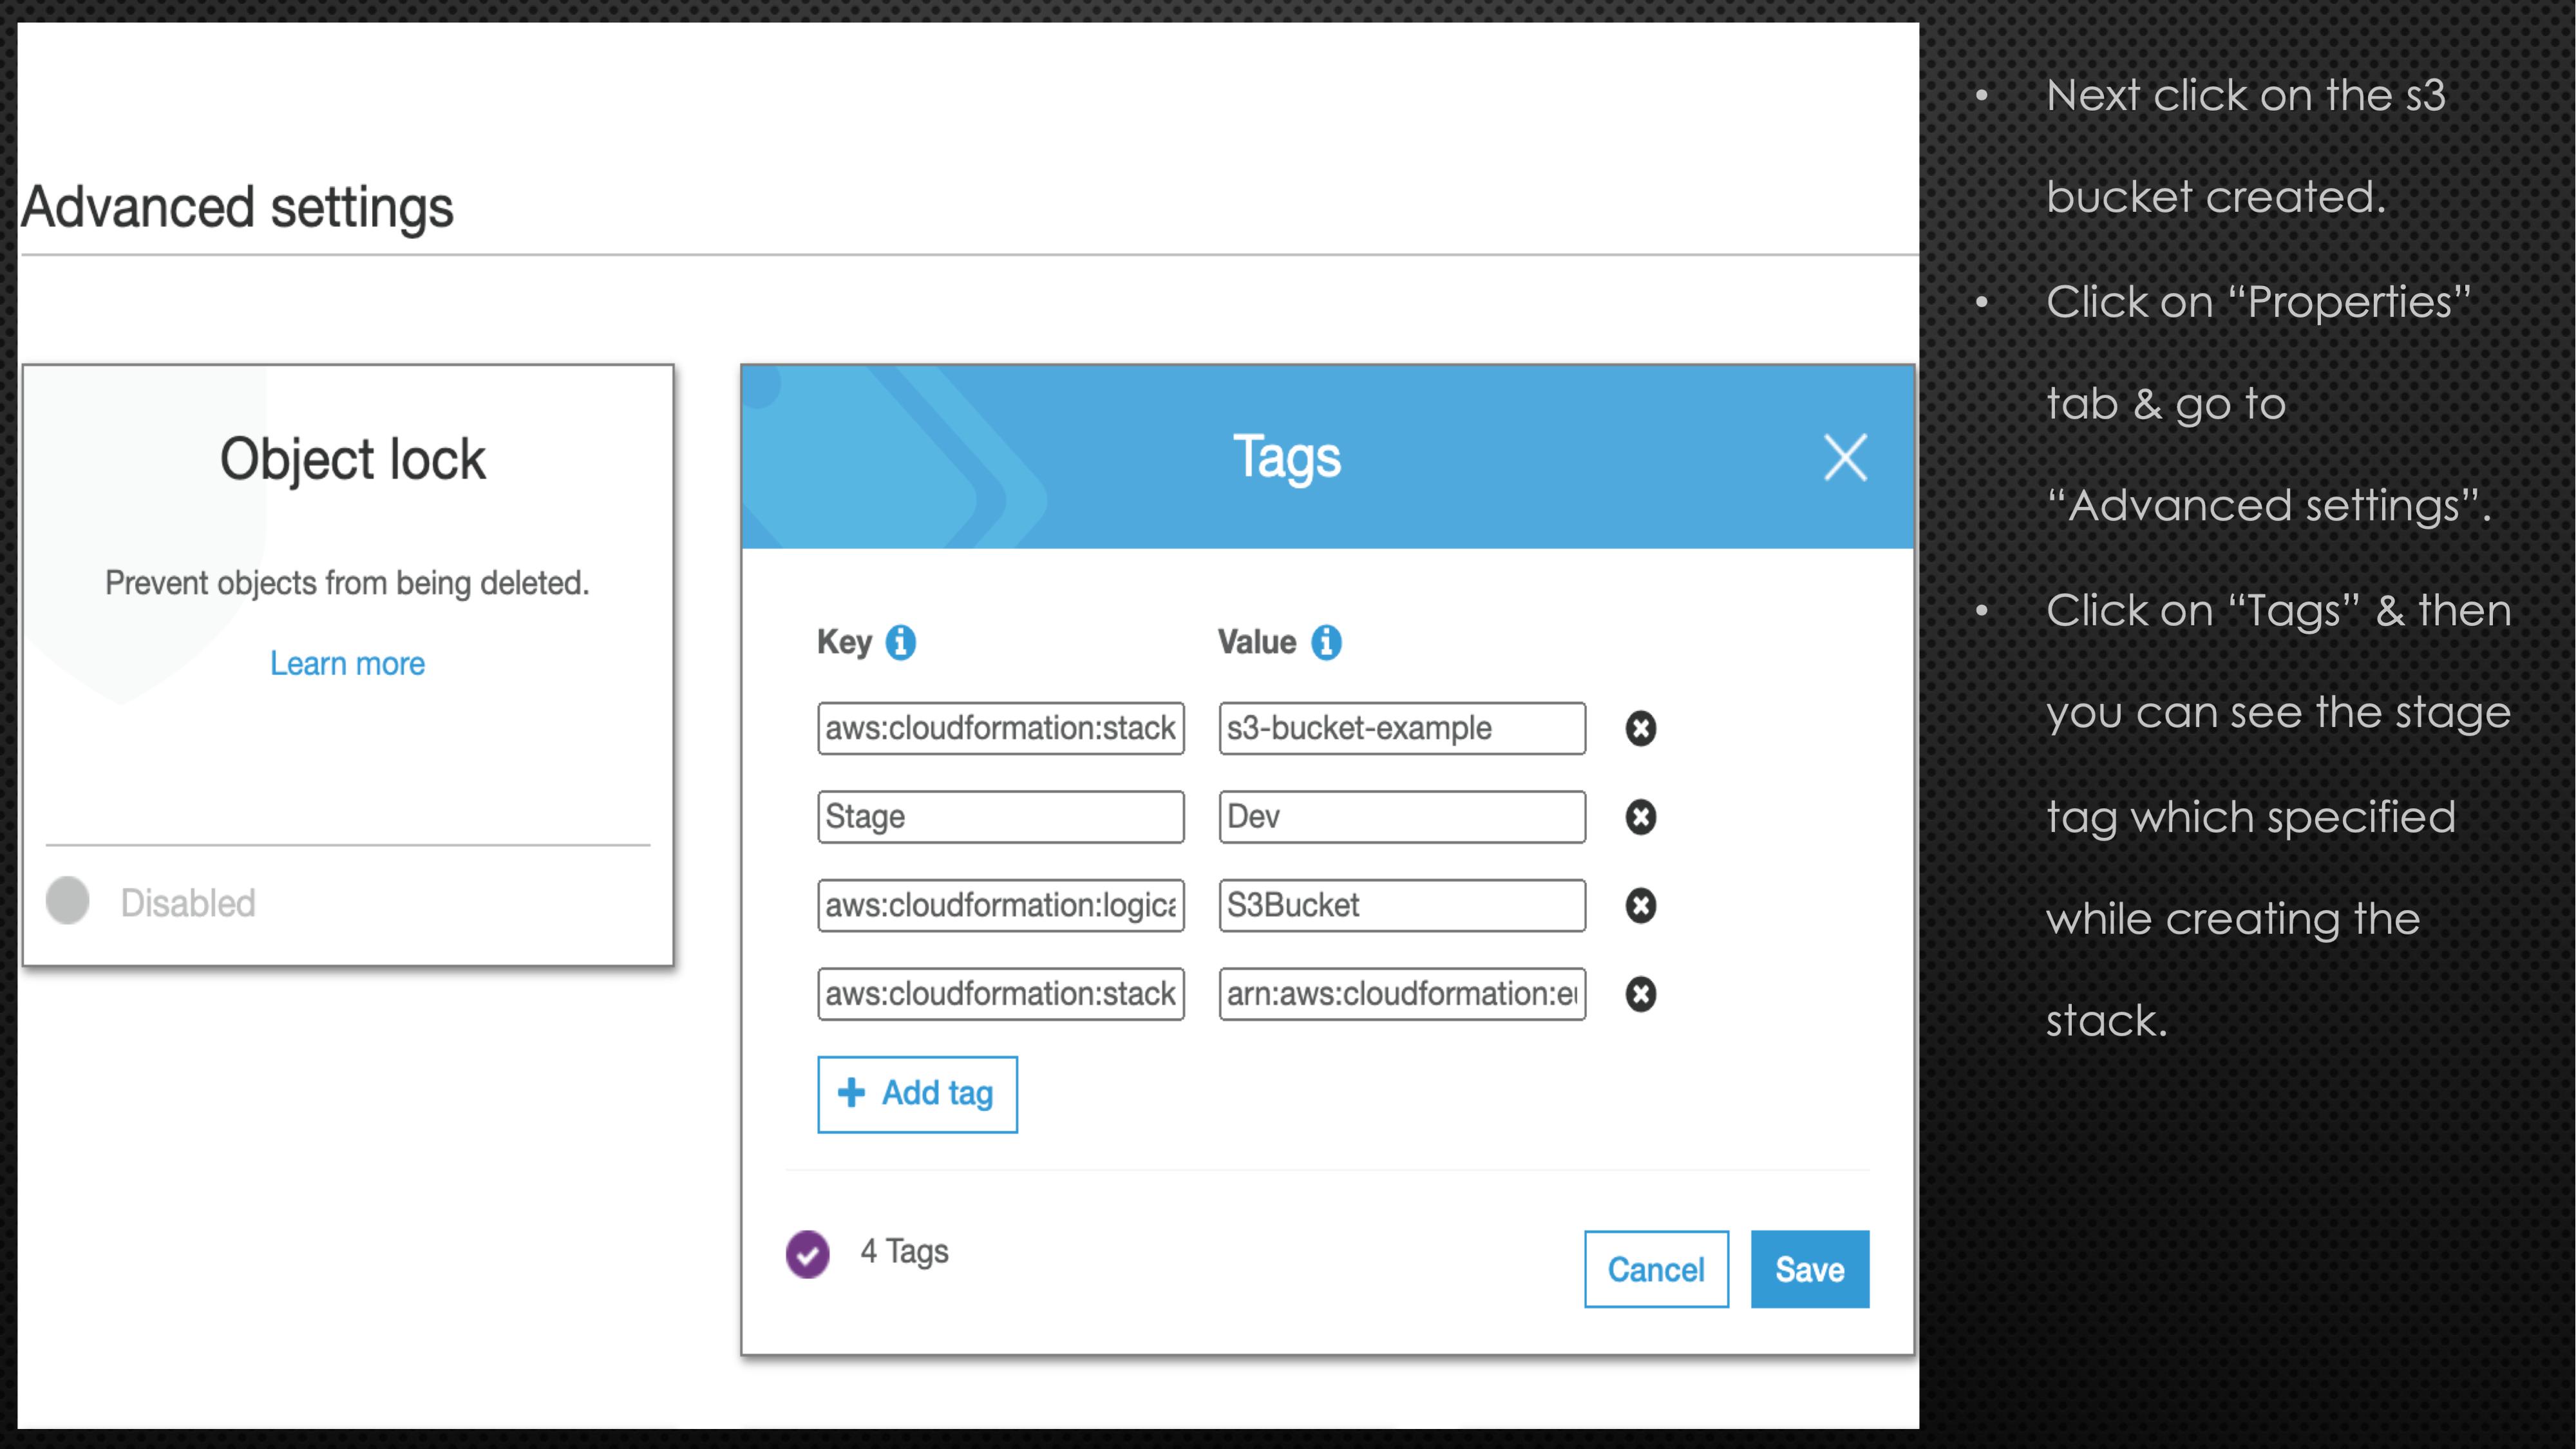 Advanced settings
Object lock
Prevent objects from being deleted.
Learn more
Disabled
Tags
Key
Value
aws:cloudformation:stack
s3-bucket-example
Stage
Dev
aws:cloudformation:logica
S3Bucket
aws:cloudformation:stack
arn:aws:cloudformation:eu
Add tag
4 Tags
Cancel
Save
• Next click on the s3
bucket created.
• Click on “Properties”
tab & go to
“Advanced settings”.
• Click on “Tags” & then
you can see the stage
tag which specified
while creating the
stack.